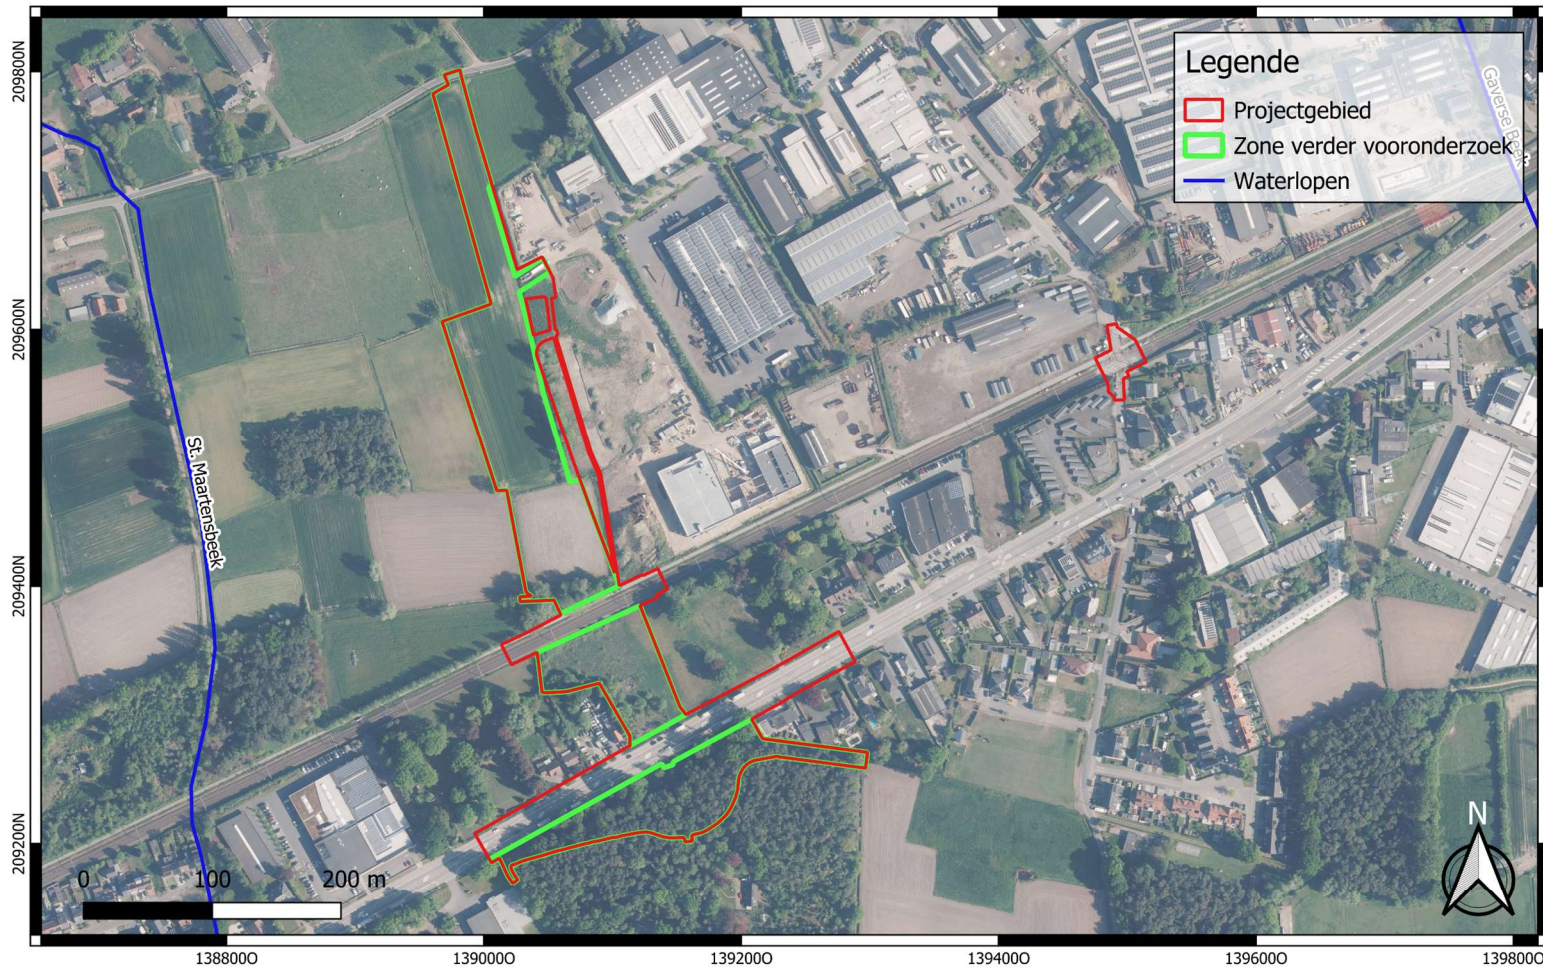 Legende
Projectgebied
Zone verder vooronderzoek
Waterlopen
Gaverse Beek
St. Maartensbeek
N
0 100 200 m
209800N
209600N
209400N
209200N
138800O 139000O 139200O 139400O 139600O 139800O